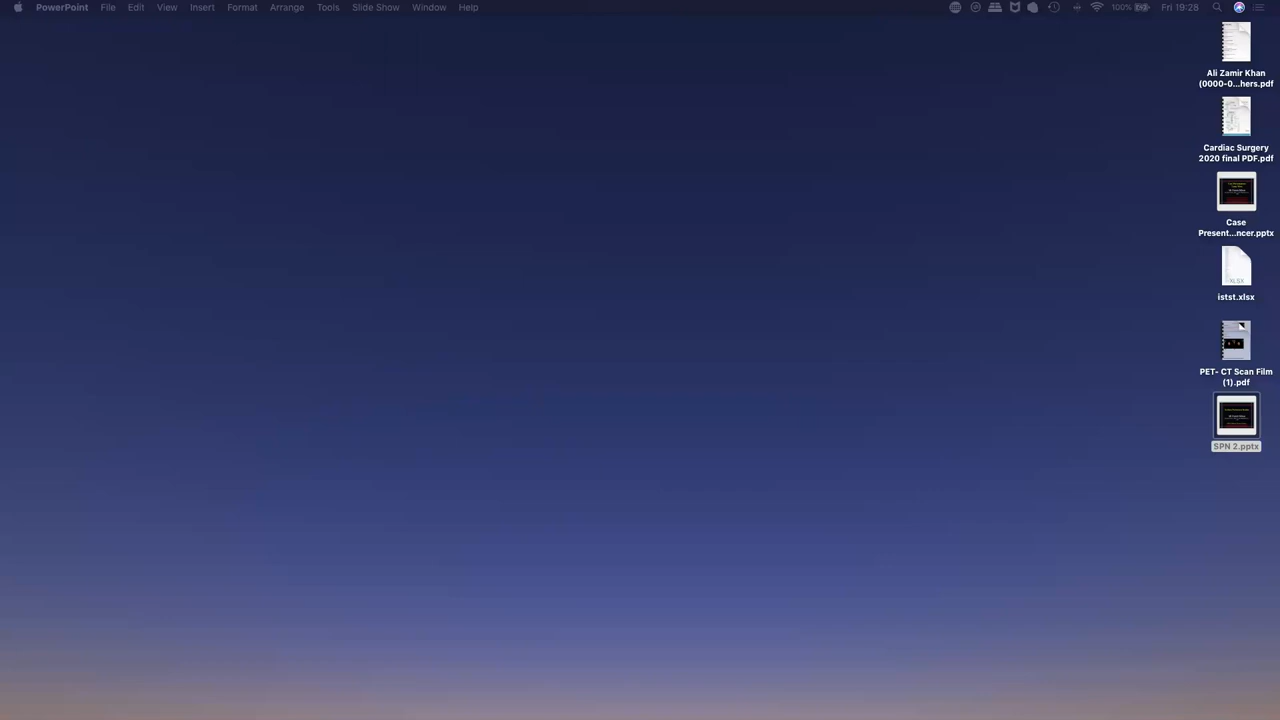 PowerPoint File Edit View Insert Format Arrange Tools Slide Show Window Help 100% Fri 19:28
Ali Zamir Khan
(0000-0...hers.pdf
Cardiac Surgery
2020 final PDF.pdf
Case
Present...ncer.pptx
XLSX
istst.xlsx
PET- CT Scan Film
(1).pdf
SPN 2.pptx